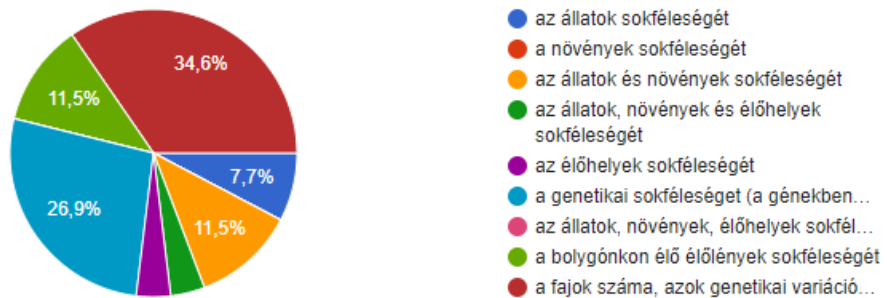 34,6%
11,5%
7,7%
26,9%
11,5%
az állatok sokféleségét
a növények sokféleségét
az állatok és növények sokféleségét
az állatok, növények és élőhelyek
sokféleségét
az élőhelyek sokféleségét
a genetikai sokféleséget (a génekben…
az állatok, növények, élőhelyek sokfél…
a bolygónkon élő élőlények sokféleségét
a fajok száma, azok genetikai variáció…